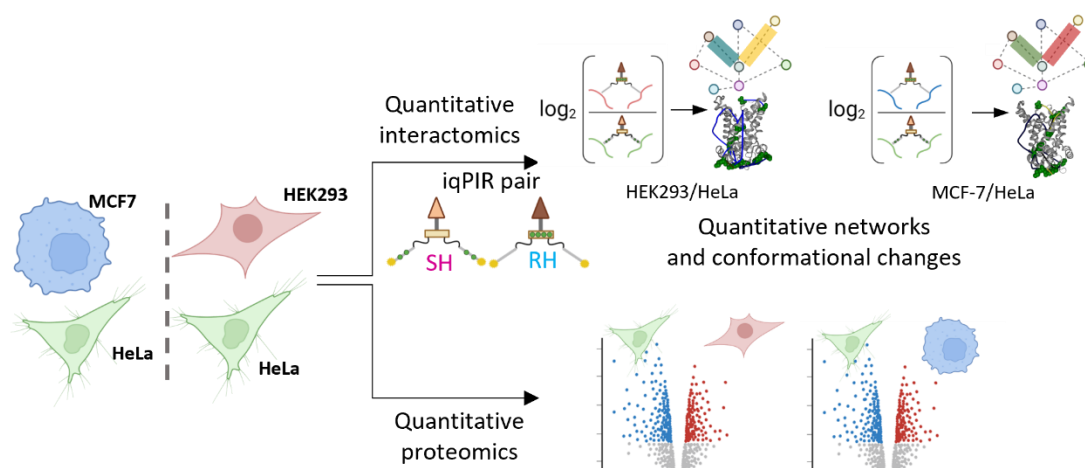 MCF7
HEK293
HeLa
HeLa
Quantitative
interactomics
iqPIR pair
SH
RH
log2
HEK293/HeLa
log2
MCF-7/HeLa
Quantitative networks
and conformational changes
Quantitative
proteomics